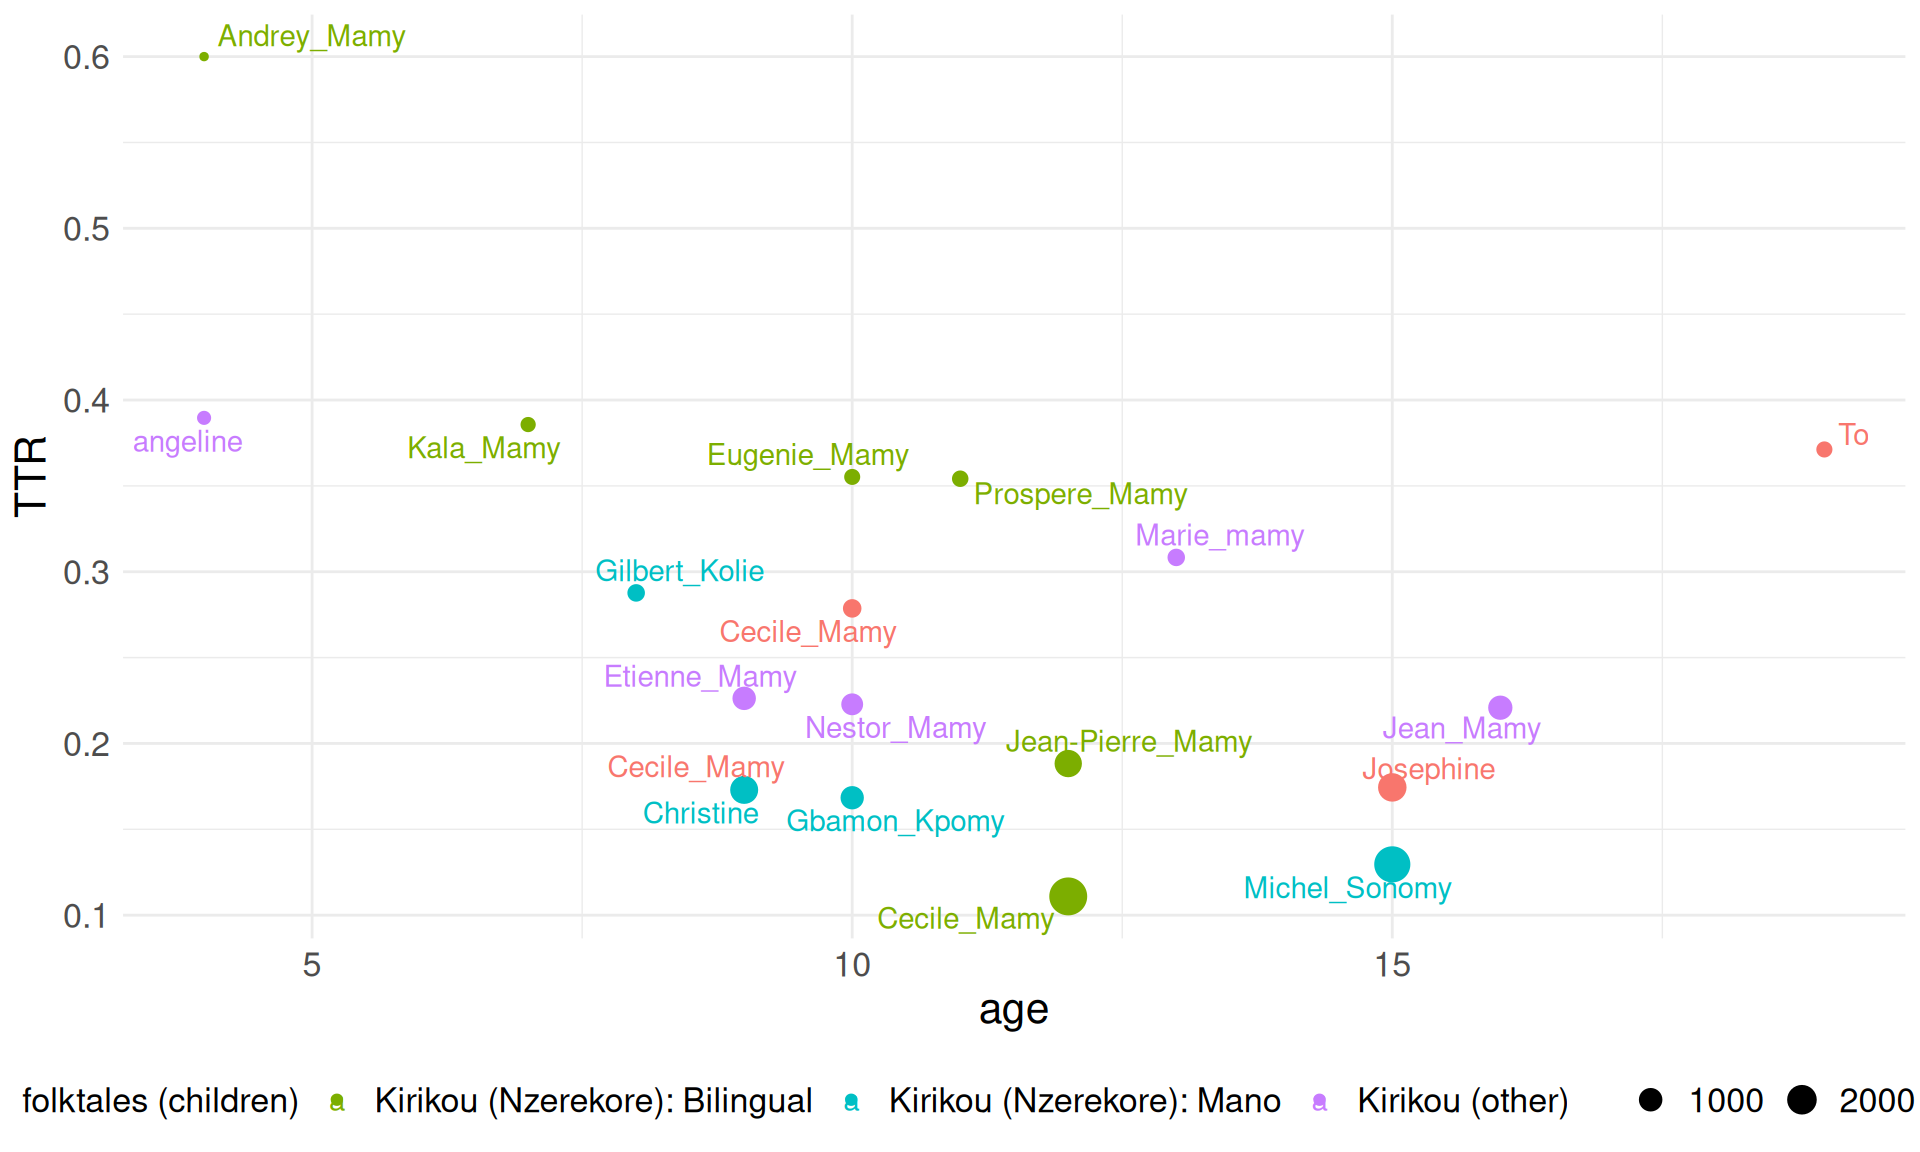 Andrey_Mamy
0.6
0.5
0.4
angeline
Kala_Mamy
Eugenie_Mamy
To
Prospere_Mamy
TTR
Marie_mamy
Gilbert_Kolie
0.3
Cecile_Mamy
Etienne_Mamy
Nestor_Mamy
Jean_Mamy
Jean-Pierre_Mamy
0.2
Cecile_Mamy
Josephine
Christine
Gbamon_Kpomy
Michel_Sonomy
Cecile_Mamy
0.1
5 10 15
age
folktales (children) a Kirikou (Nzerekore): Bilingual a Kirikou (Nzerekore): Mano a Kirikou (other) 1000 2000